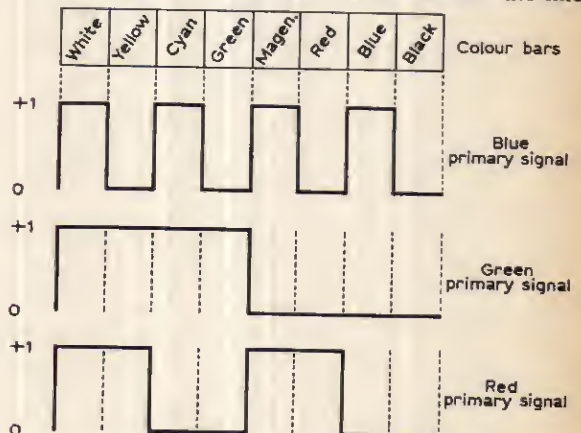 White Yellow Cyan Green Magen. Red Blue Black Colour bars
+1
Blue
primary signal
0
+1
Green
primary signal
0
+1
Red
primary signal
0